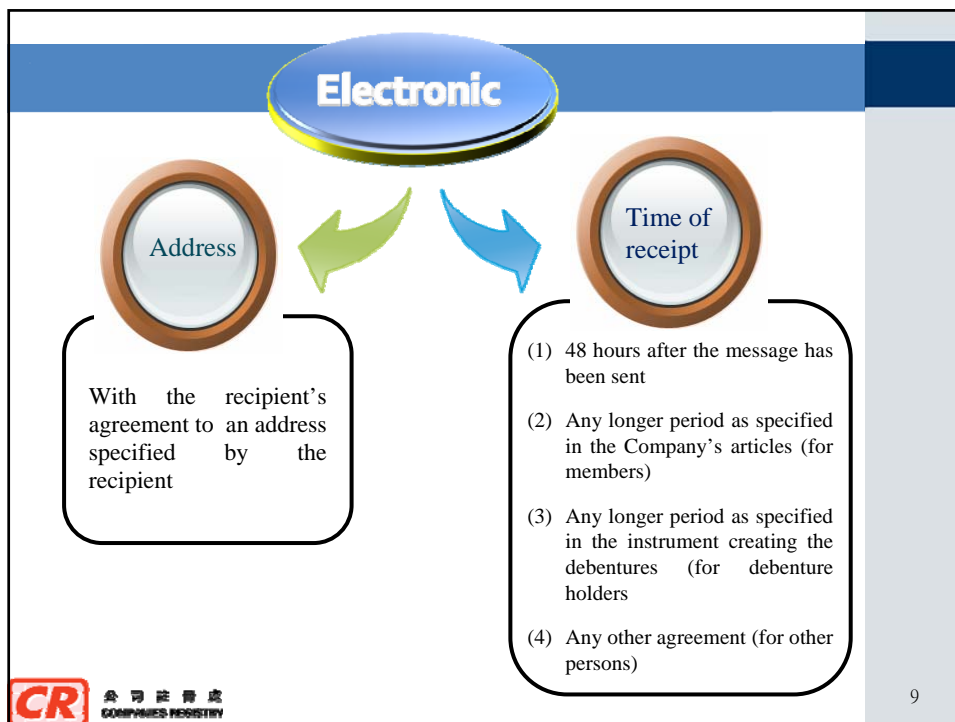 Electronic
Address
With the recipient’s
agreement to an address
specified by the
recipient
Time of
receipt
(1) 48 hours after the message has
been sent
(2) Any longer period as specified
in the Company’s articles (for
members)
(3) Any longer period as specified
in the instrument creating the
debentures (for debenture
holders
(4) Any other agreement (for other
persons)
CR
公司註冊處
COMPANIES REGISTRY
9